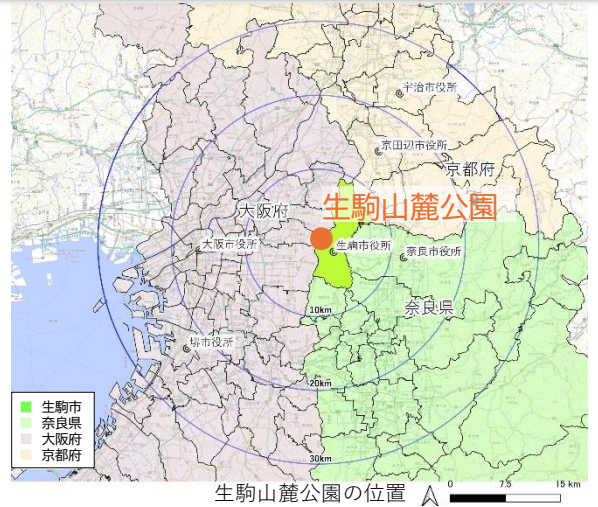 宇治市役所
京田辺市役所
京都府
生駒山麓公園
大阪府
大阪市役所
生駒市役所
奈良市役所
10km
奈良県
堺市役所
20km
30km
生駒市
奈良県
大阪府
京都府
生駒山麓公園の位置
0 7.5 15 km